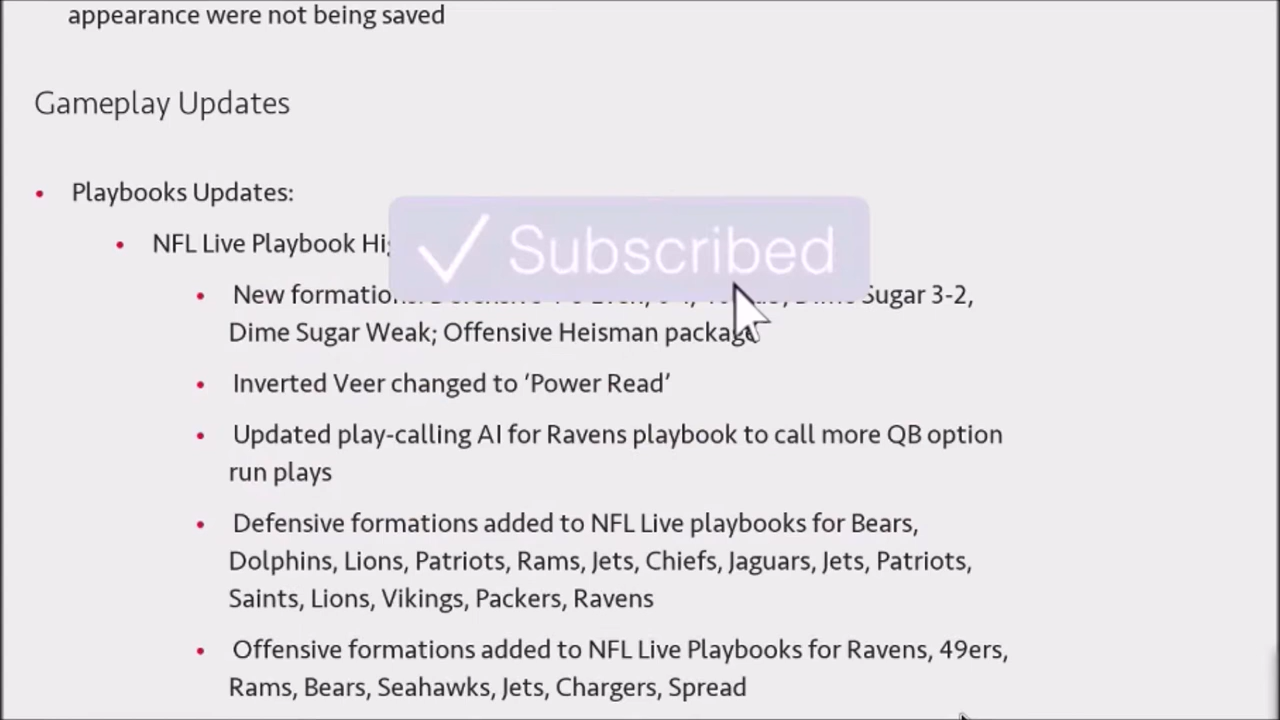 appearance were not being saved
Gameplay Updates
• Playbooks Updates:
• NFL Live Playbook
Subscribed
• New Sugar 3-2,
Dime Sugar Weak; Offensive Heisman package
• Inverted Veer changed to ‘Power Read’
• Updated play-calling AI for Ravens playbook to call more QB option
run plays
• Defensive formations added to NFL Live playbooks for Bears,
Dolphins, Lions, Patriots, Rams, Jets, Chiefs, Jaguars, Jets, Patriots,
Saints, Lions, Vikings, Packers, Ravens
• Offensive formations added to NFL Live Playbooks for Ravens, 49ers,
Rams, Bears, Seahawks, Jets, Chargers, Spread